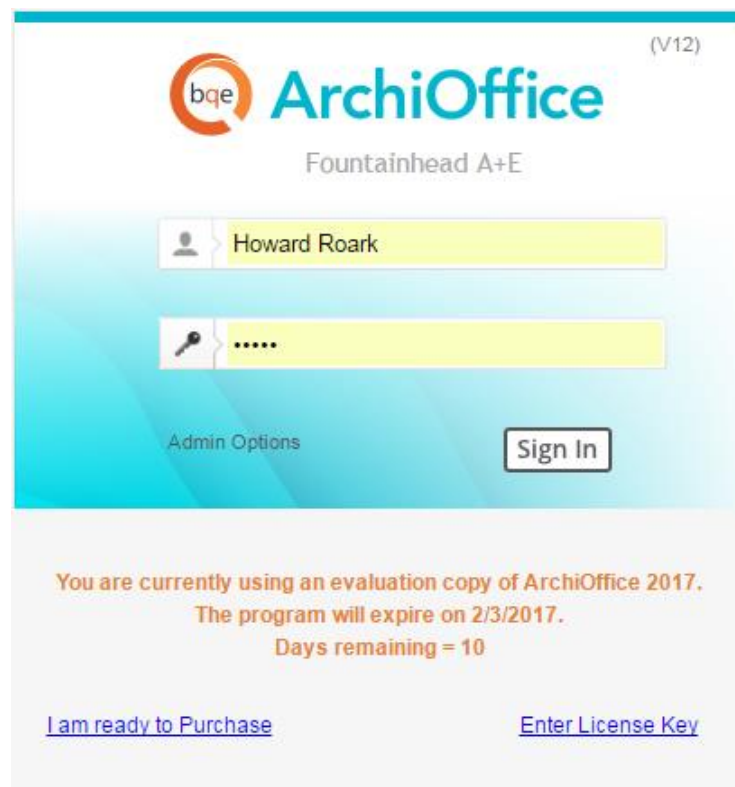 (V12)
bqe ArchiOffice
Fountainhead A+E
Howard Roark
•••••
Admin Options
Sign In
You are currently using an evaluation copy of ArchiOffice 2017.
The program will expire on 2/3/2017.
Days remaining = 10
I am ready to Purchase
Enter License Key